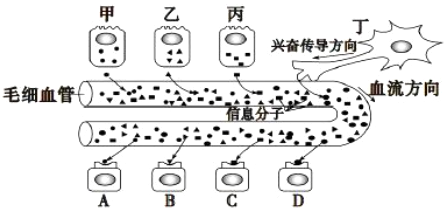 甲 乙 丙 丁
兴奋传导方向
毛细血管
血流方向
信息分子
A B C D